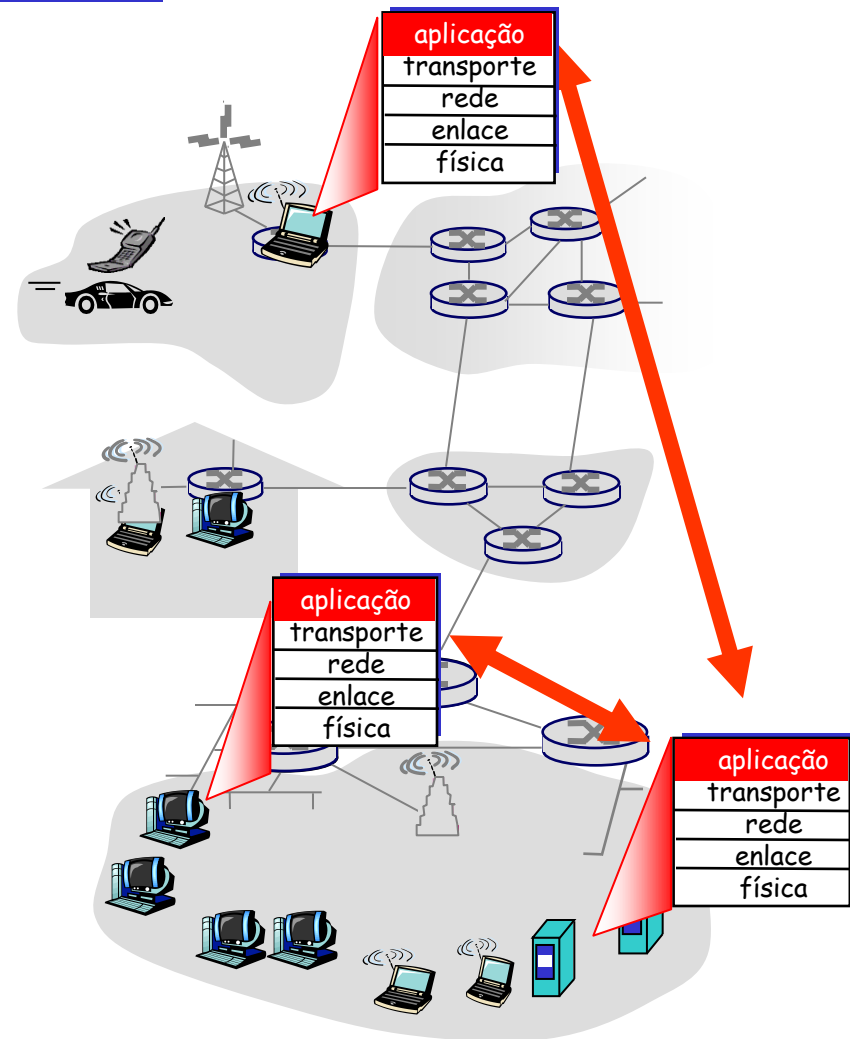 aplicação
transporte
rede
enlace
física
aplicação
transporte
rede
enlace
física
aplicação
transporte
rede
enlace
física